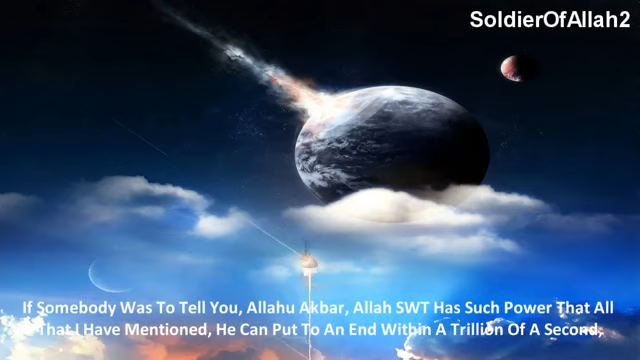 SoldierOfAllah2
If Somebody Was To Tell You, Allahu Akbar, Allah SWT Has Such Power That All
That I Have Mentioned, He Can Put To An End Within A Trillion Of A Second,